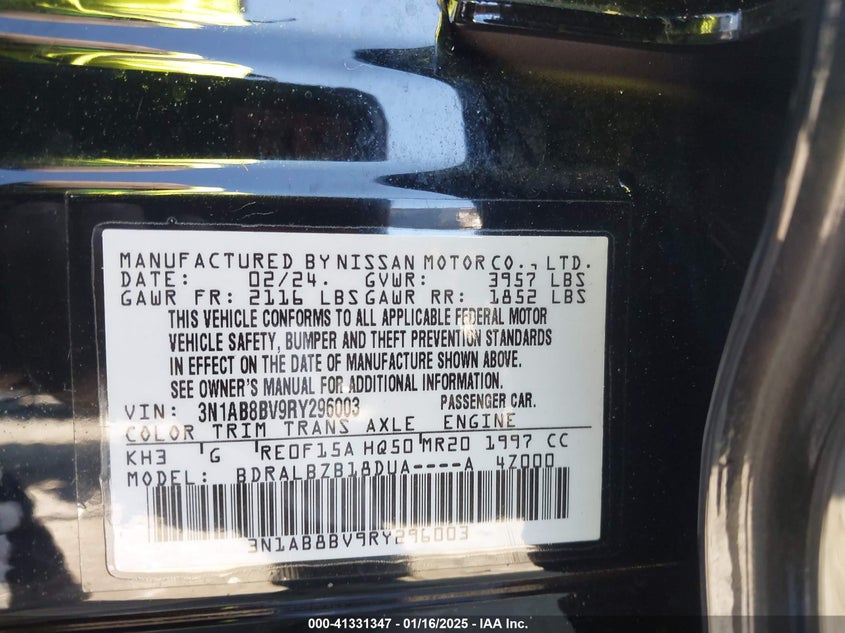 MANUFACTURED BY NISSAN MOTOR CO., LTD.
DATE: 02/24. GVWR: 3957 LBS
GAWR FR: 2116 LBS GAWR RR: 1852 LBS
THIS VEHICLE CONFORMS TO ALL APPLICABLE FEDERAL MOTOR
VEHICLE SAFETY, BUMPER AND THEFT PREVENTION STANDARDS
IN EFFECT ON THE DATE OF MANUFACTURE SHOWN ABOVE.
SEE OWNER'S MANUAL FOR ADDITIONAL INFORMATION.
VIN: 3N1AB8BV9RY296003 PASSENGER CAR.
COLOR TRIM TRANS AXLE ENGINE
KH3 G RE0F15A HQ50 MR20 1997 CC
MODEL: BDRALBZB18DUA----A 4Z000
3N1AB8BV9RY296003
000-41331347 - 01/16/2025 - IAA Inc.